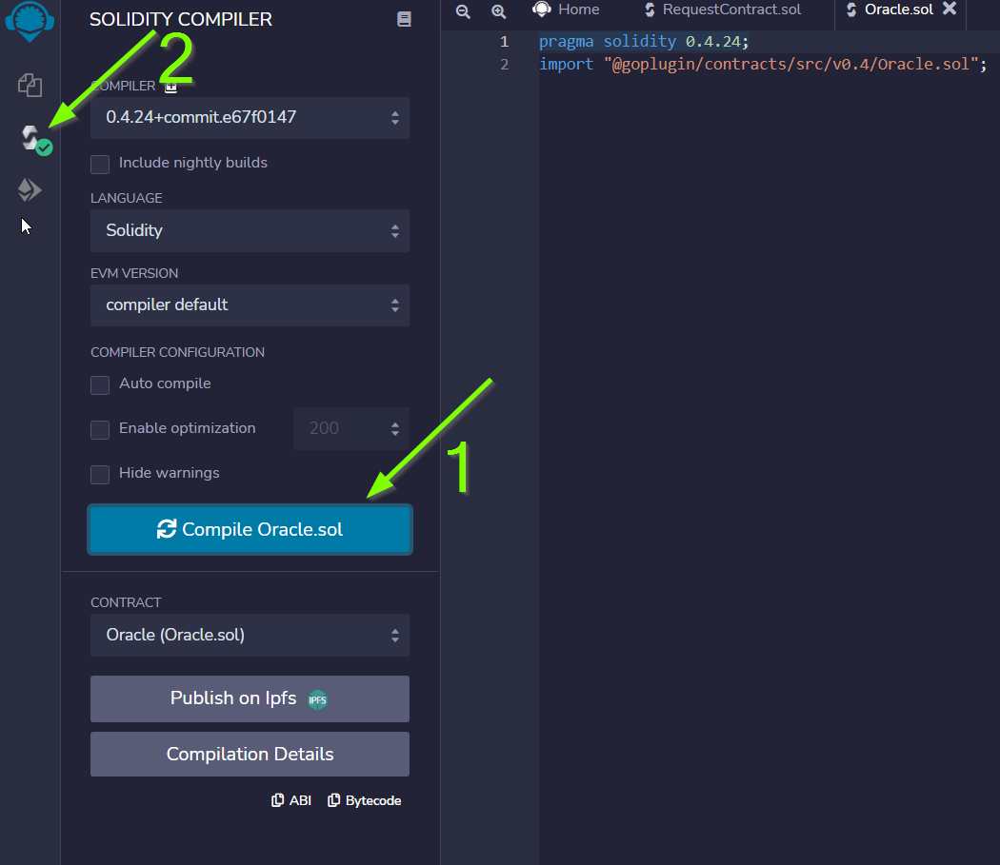 SOLIDITY COMPILER
2
COMPILER
0.4.24+commit.e67f0147
Include nightly builds
LANGUAGE
Solidity
EVM VERSION
compiler default
COMPILER CONFIGURATION
Auto compile
Enable optimization
200
Hide warnings
1
Compile Oracle.sol
CONTRACT
Oracle (Oracle.sol)
Publish on Ipfs IPFS
Compilation Details
ABI Bytecode
Home RequestContract.sol Oracle.sol
1 pragma solidity 0.4.24;
2 import "@goplugin/contracts/src/v0.4/Oracle.sol";